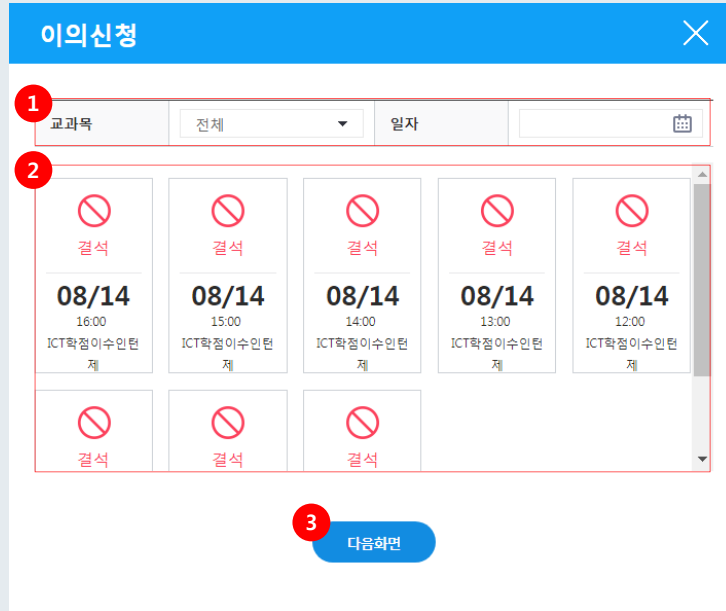 이의신청
1
교과목 전체 일자
2
결석 결석 결석 결석 결석
08/14 08/14 08/14 08/14 08/14
16:00 15:00 14:00 13:00 12:00
ICT학점이수인턴 ICT학점이수인턴 ICT학점이수인턴 ICT학점이수인턴 ICT학점이수인턴
제 제 제 제 제
결석 결석 결석
3
다음화면